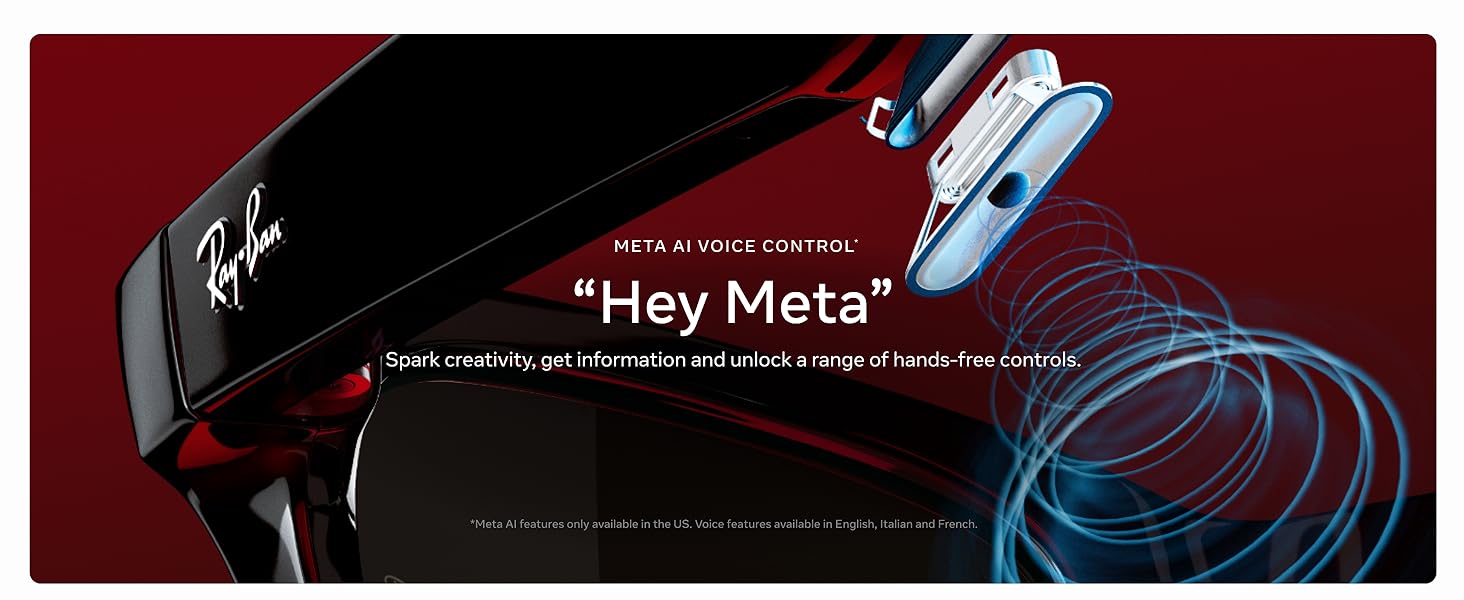 Ray-Ban
META AI VOICE CONTROL*
“Hey Meta”
Spark creativity, get information and unlock a range of hands-free controls.
*Meta AI features only available in the US. Voice features available in English, Italian and French.